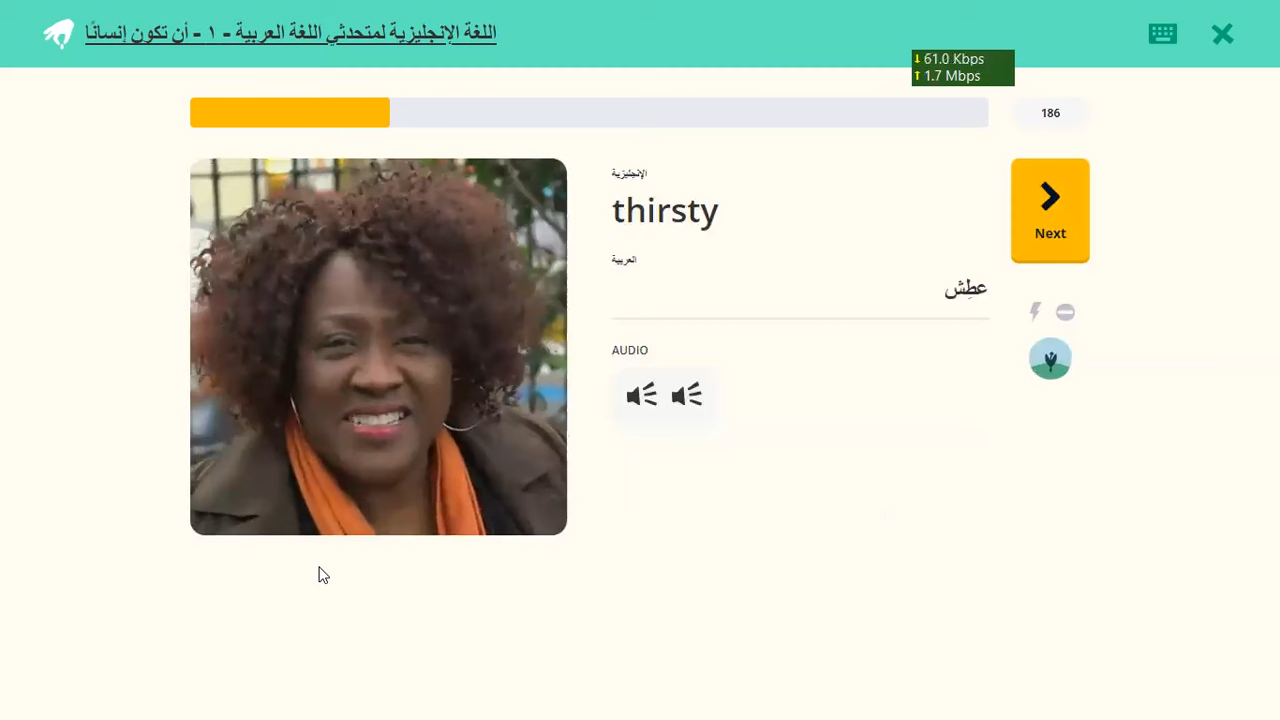 اللغة الإنجليزية لمتحدثي اللغة العربية - ١ - أن تكون إنسانًا
↓ 61.0 Kbps
↑ 1.7 Mbps
186
الإنجليزية
thirsty
Next
العربية
عطِش
AUDIO